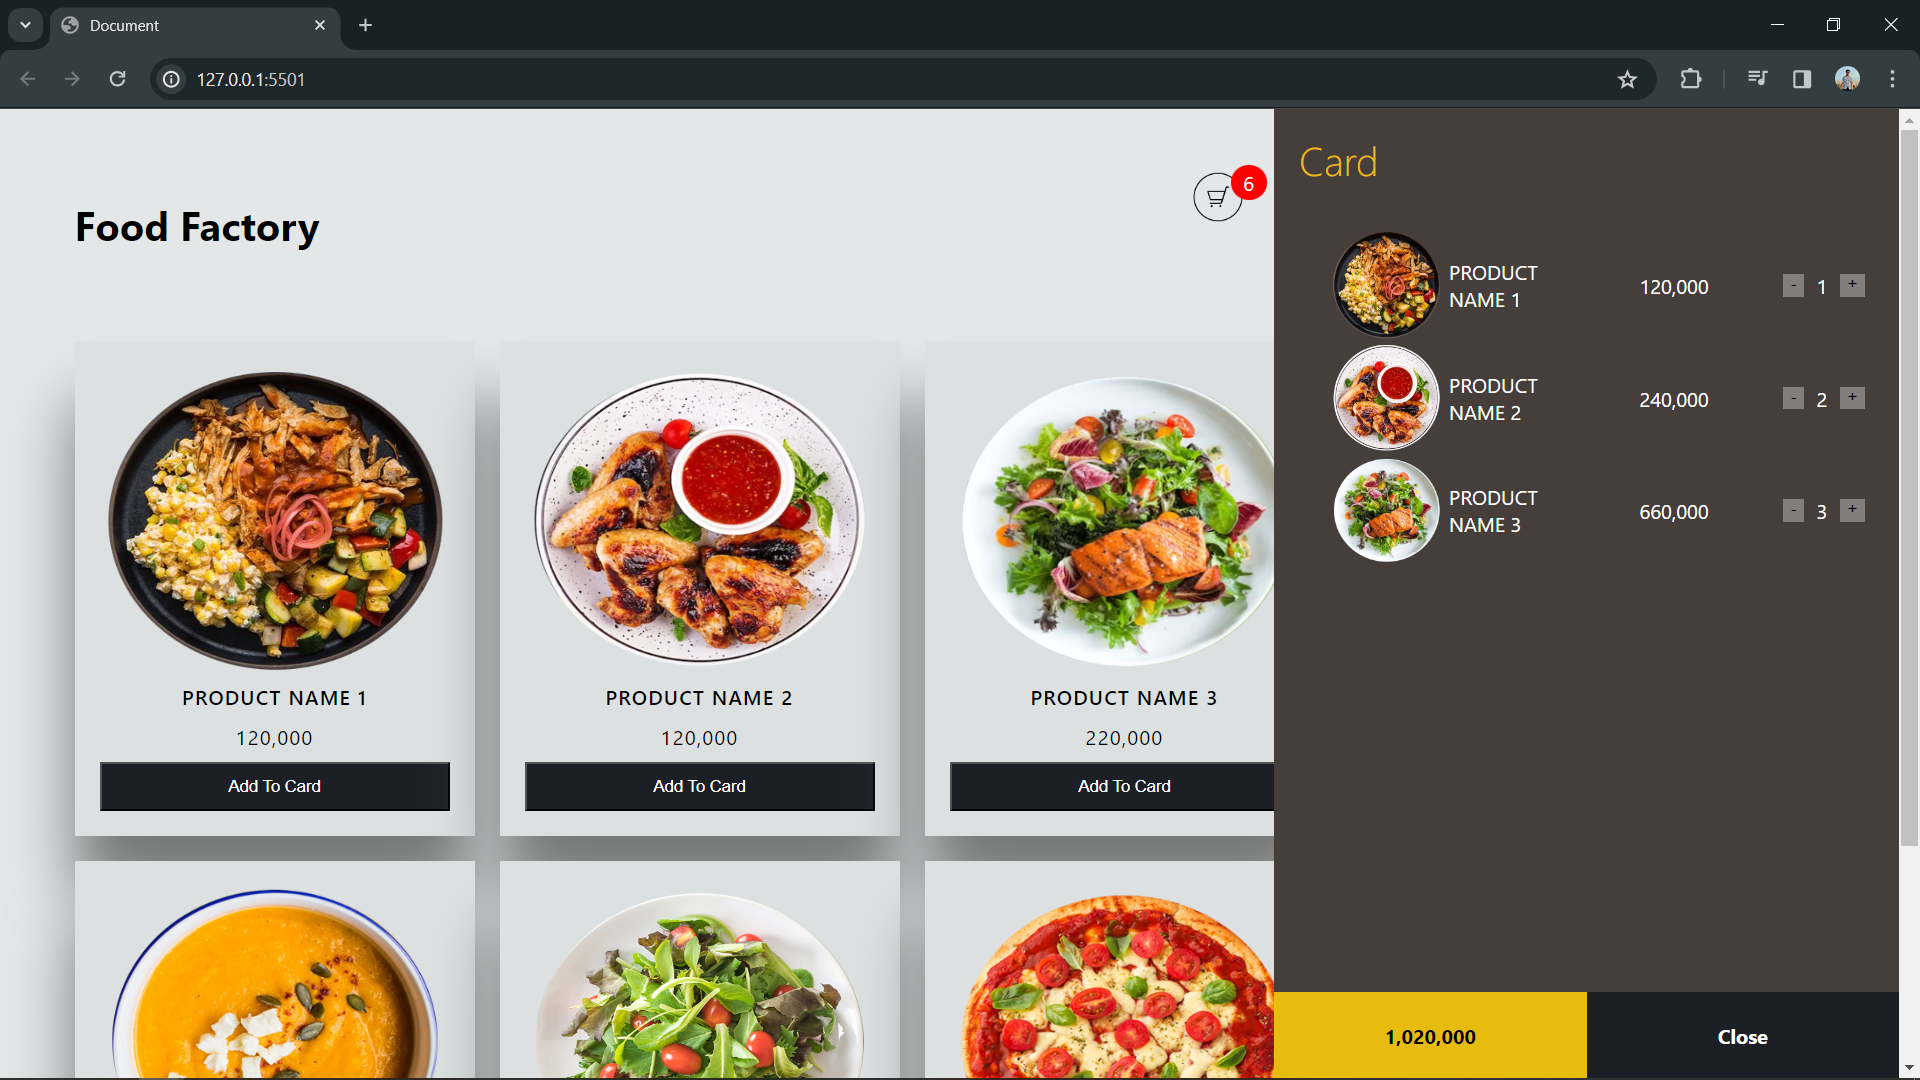 Document
127.0.0.1:5501
Food Factory
6
PRODUCT NAME 1
120,000
Add To Card
PRODUCT NAME 2
120,000
Add To Card
PRODUCT NAME 3
220,000
Add To Card
Card
PRODUCT
NAME 1
120,000
- 1 +
PRODUCT
NAME 2
240,000
- 2 +
PRODUCT
NAME 3
660,000
- 3 +
1,020,000
Close